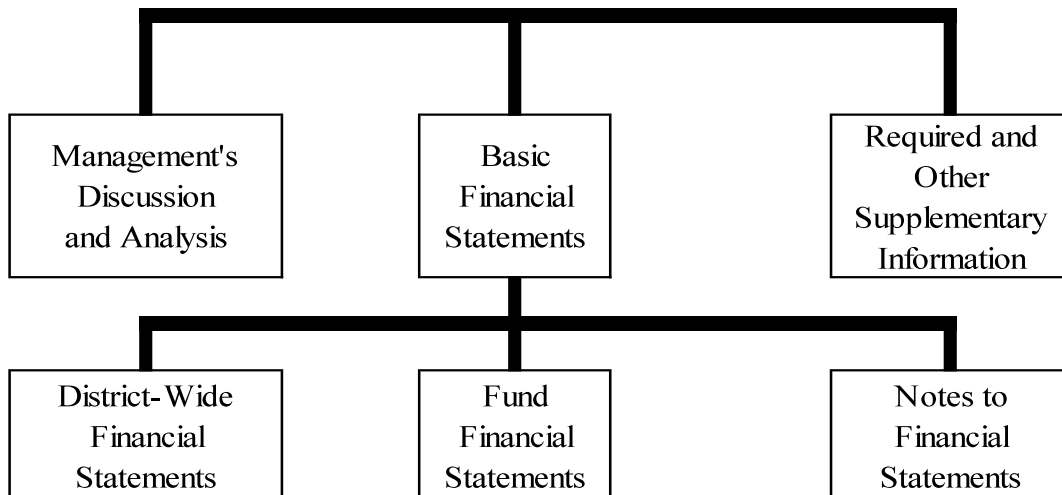 Management's
Discussion
and Analysis
Basic
Financial
Statements
Required and
Other
Supplementary
Information
District-Wide
Financial
Statements
Fund
Financial
Statements
Notes to
Financial
Statements